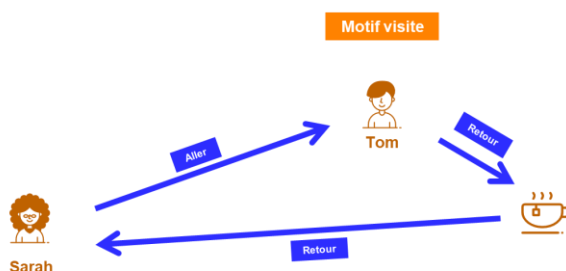 Motif visite
Tom
Aller
Retour
Retour
Sarah